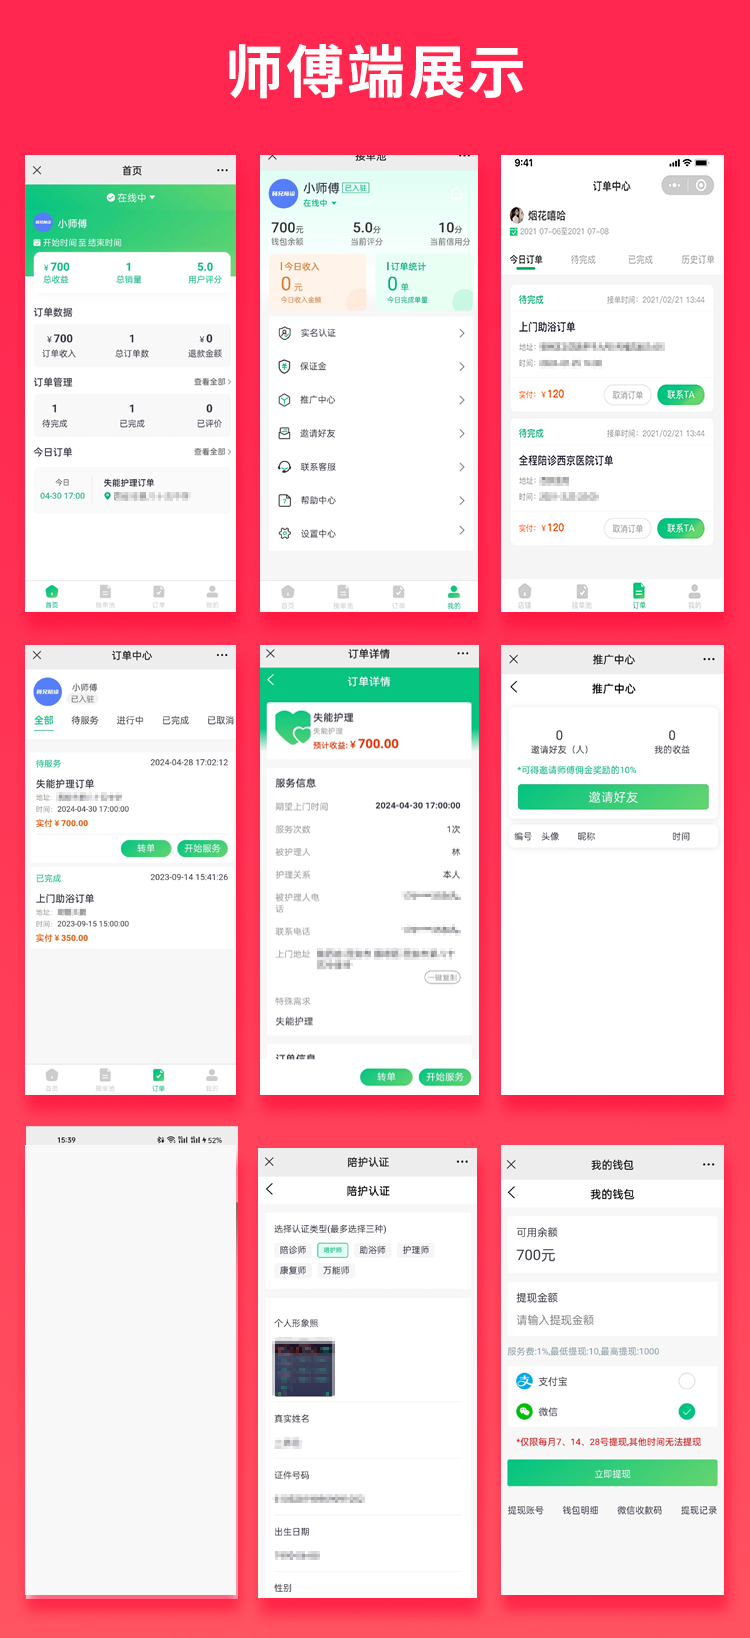 师傅端展示
首页
在线中
小师傅
开始时间 至 结束时间
¥700 1 5.0
总收益 总销量 用户评分
订单数据
¥700 1 ¥0
订单收入 总订单数 退款金额
订单管理 查看全部
1 1 0
待完成 已完成 已评价
今日订单 查看全部
今日 失能护理订单
04-30 17:00
首页 接单池 订单 我的
接单池
小师傅 已入驻
在线中
700元 5.0分 10分
钱包余额 当前评分 当前信用分
今日收入 订单统计
0元 0单
今日收入金额 今日完成单量
实名认证
保证金
推广中心
邀请好友
联系客服
帮助中心
设置中心
首页 接单池 订单 我的
9:41
订单中心
烟花嘻哈
2021 07-06至2021 07-08
今日订单 待完成 已完成 历史订单
待完成 接单时间：2021/02/21 13:44
上门助浴订单
地址：
时间：
实付：¥120 取消订单 联系TA
待完成 接单时间：2021/02/21 13:44
全程陪诊西京医院订单
地址：
时间：
实付：¥120 取消订单 联系TA
店铺 接单池 订单 我的
订单中心
小师傅
已入驻
全部 待服务 进行中 已完成 已取消
待服务 2024-04-28 17:02:12
失能护理订单
地址：
时间：2024-04-30 17:00:00
实付 ¥700.00
转单 开始服务
已完成 2023-09-14 15:41:26
上门助浴订单
地址：
时间：2023-09-15 15:00:00
实付 ¥350.00
首页 接单池 订单 我的
订单详情
订单详情
失能护理
失能护理
预计收益：¥700.00
服务信息
期望上门时间 2024-04-30 17:00:00
服务次数 1次
被护理人 林
护理关系 本人
被护理人电
话
联系电话
上门地址
一键复制
特殊需求
失能护理
订单信息
转单 开始服务
推广中心
推广中心
0 0
邀请好友（人） 我的收益
*可得邀请师傅佣金奖励的10%
邀请好友
编号 头像 昵称 时间
15:39 52%
陪护认证
陪护认证
选择认证类型(最多选择三种)
陪诊师 陪护师 助浴师 护理师
康复师 万能师
个人形象照
真实姓名
证件号码
出生日期
性别
我的钱包
我的钱包
可用余额
700元
提现金额
请输入提现金额
服务费:1%,最低提现:10,最高提现:1000
支付宝
微信
*仅限每月7、14、28号提现,其他时间无法提现
立即提现
提现账号 钱包明细 微信收款码 提现记录